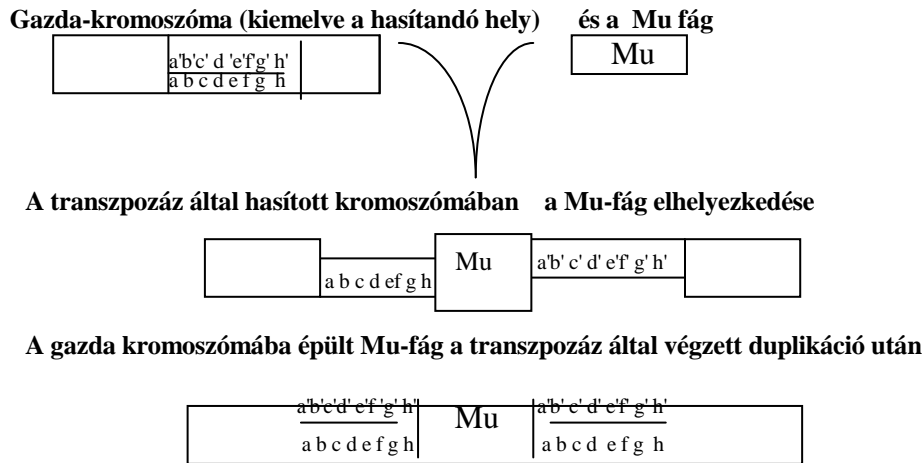 Gazda-kromoszóma (kiemelve a hasítandó hely) és a Mu fág
a'b'c' d 'e'f'g' h'
a b c d e f g h
Mu
A transzpozáz által hasított kromoszómában a Mu-fág elhelyezkedése
a b c d ef g h
Mu
a'b' c' d' e'f' g' h'
A gazda kromoszómába épült Mu-fág a transzpozáz által végzett duplikáció után
a'b'c'd' e'f 'g' h'
Mu
a'b' c' d' e'f' g' h'
a b c d e f g h
a b c d e f g h